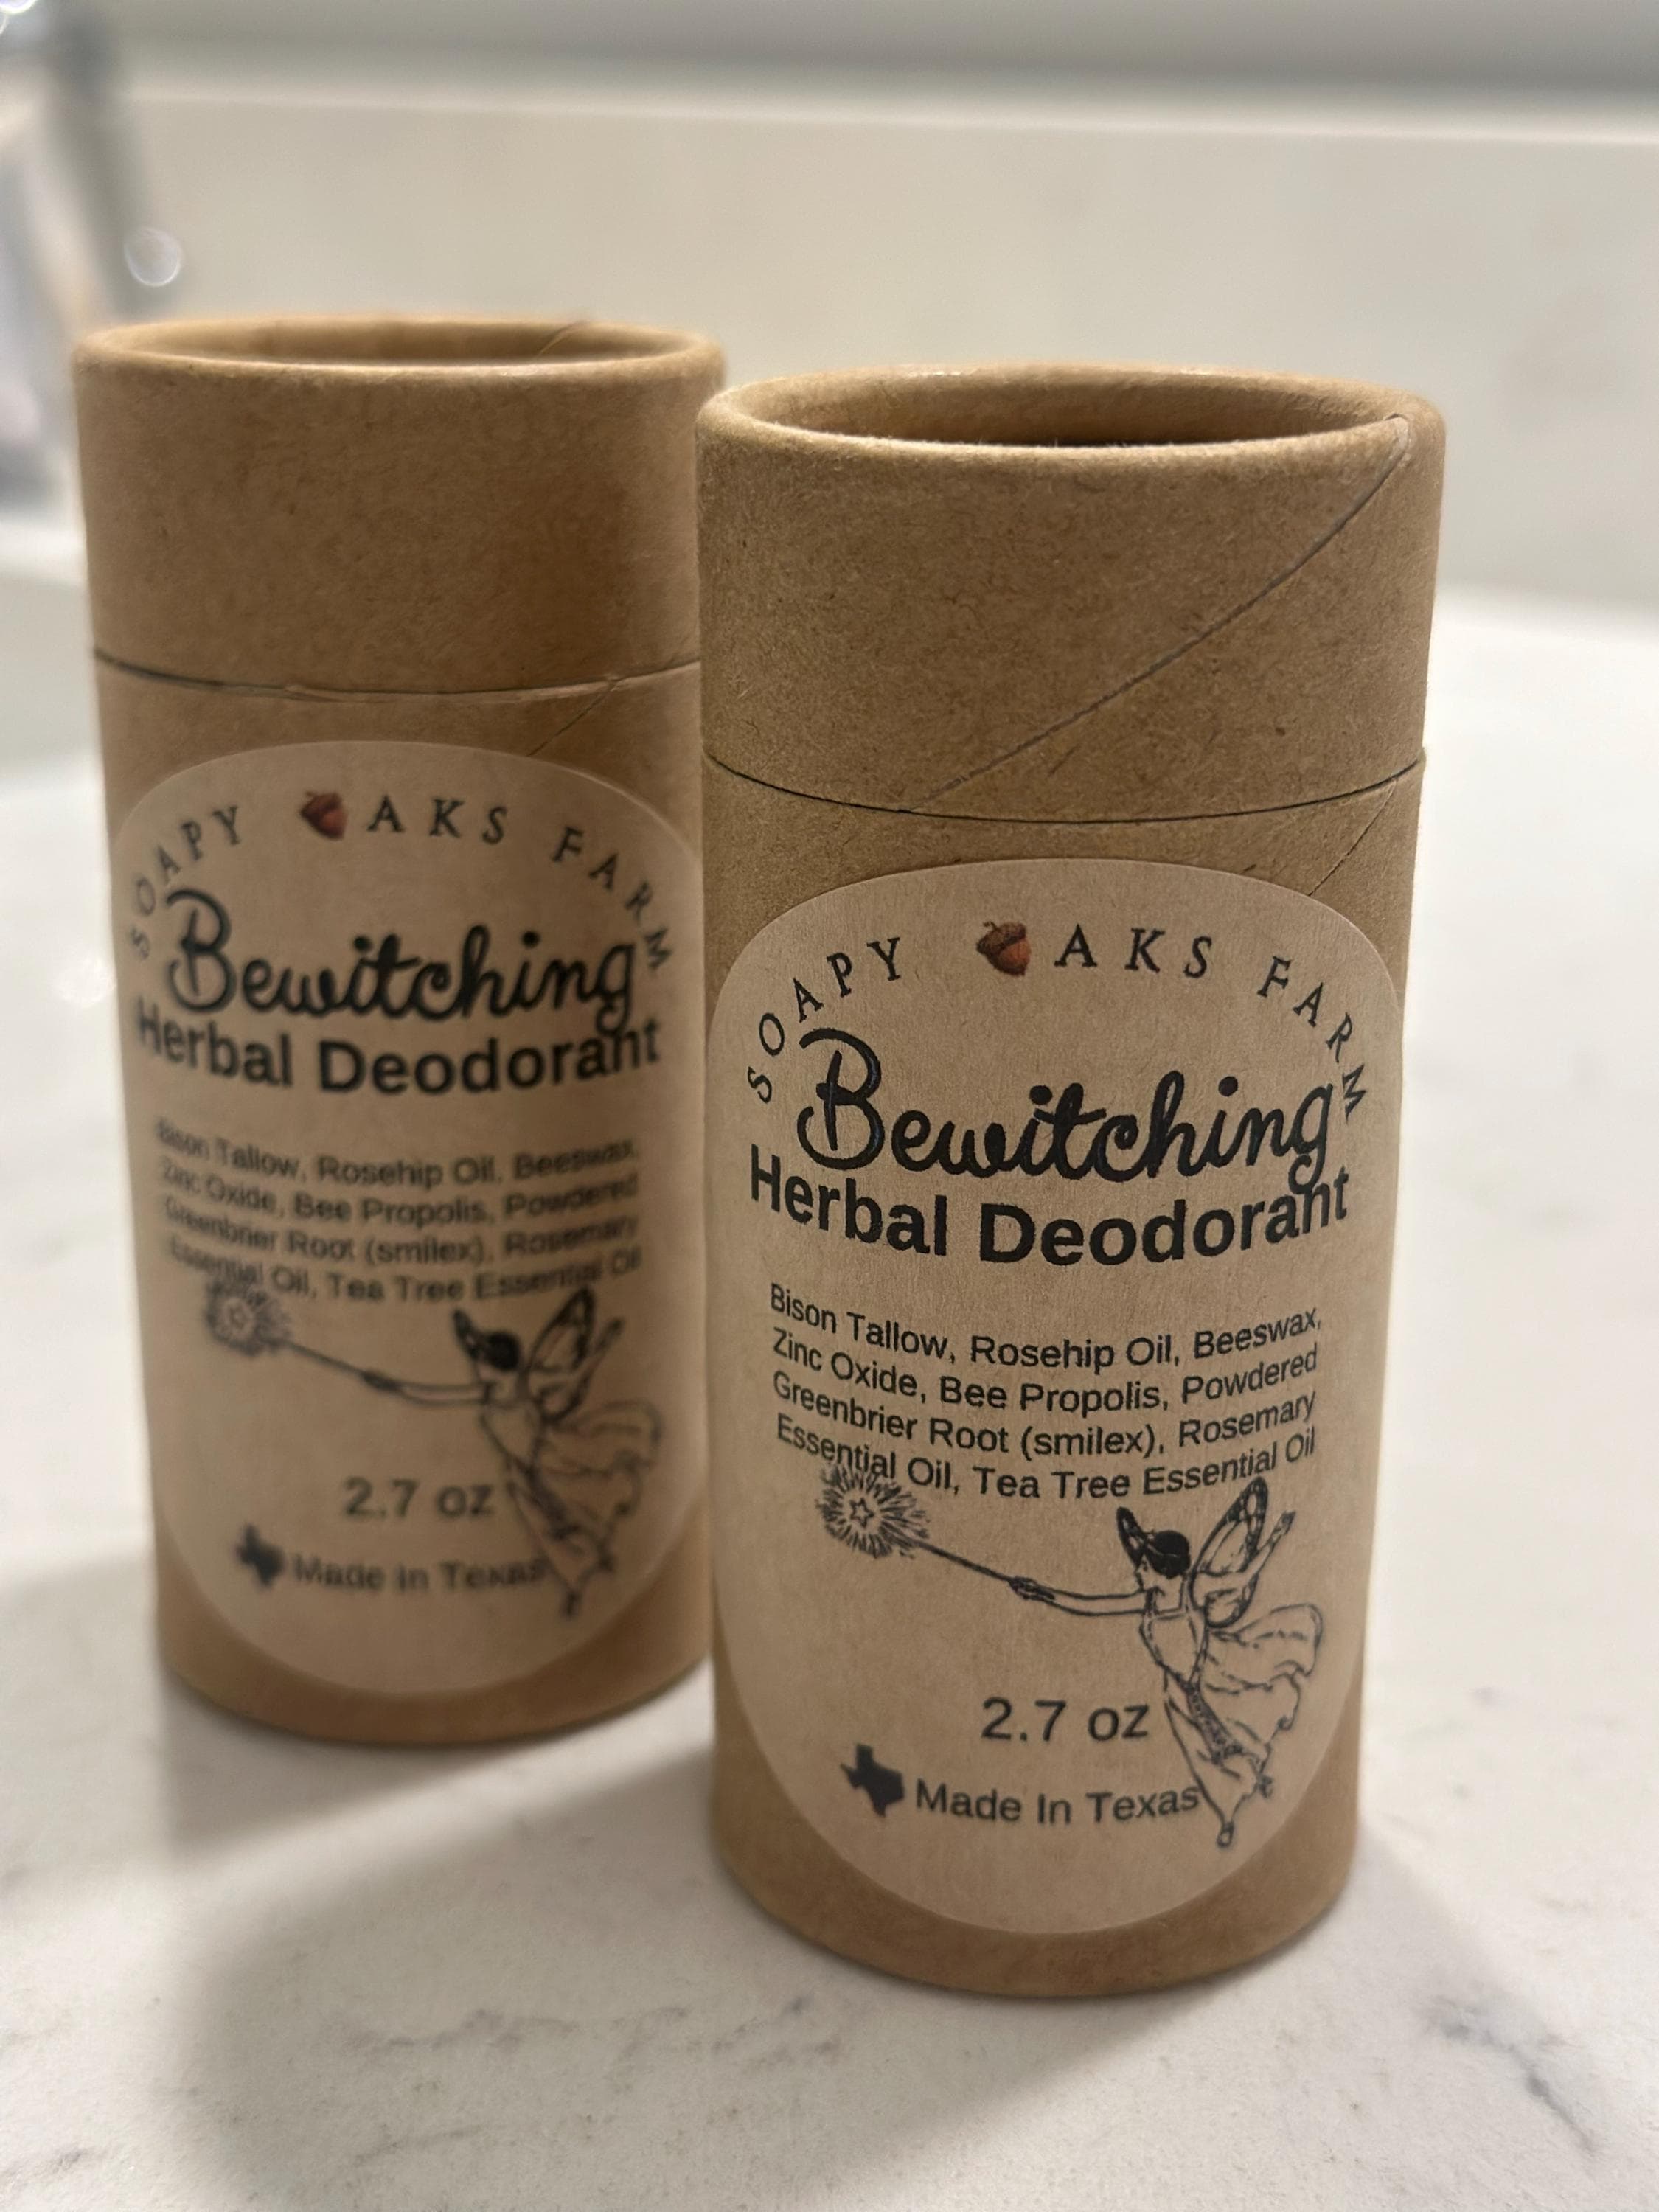 SOAPY AKS FARM
Bewitching
Herbal Deodorant
Bison Tallow, Rosehip Oil, Beeswax,
Zinc Oxide, Bee Propolis, Powdered
Greenbrier Root (smilex), Rosemary
Essential Oil, Tea Tree Essential Oil
2.7 oz
Made In Texas
SOAPY AKS FARM
Bewitching
Herbal Deodorant
Bison Tallow, Rosehip Oil, Beeswax,
Zinc Oxide, Bee Propolis, Powdered
Greenbrier Root (smilex), Rosemary
Essential Oil, Tea Tree Essential Oil
2.7 oz
Made In Texas